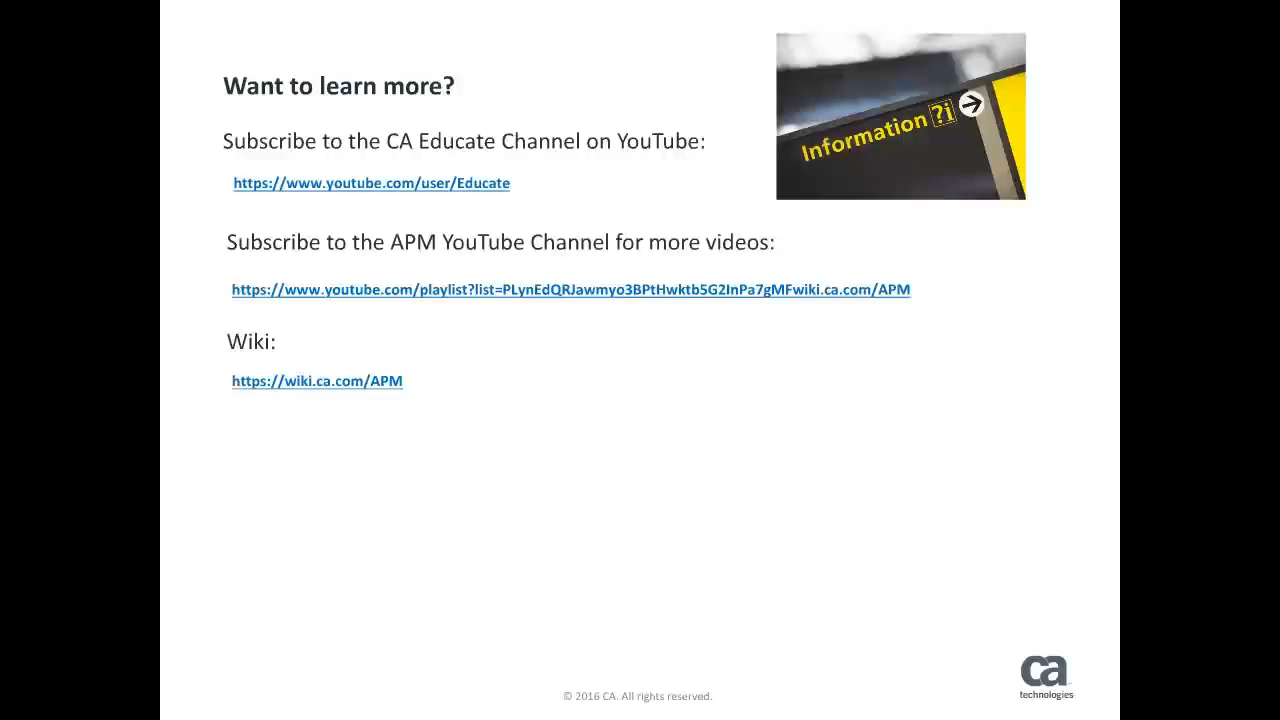 Want to learn more?
Subscribe to the CA Educate Channel on YouTube:
https://www.youtube.com/user/Educate
Information ?i
Subscribe to the APM YouTube Channel for more videos:
https://www.youtube.com/playlist?list=PLynEdQRJawmyo3BPtHwktb5G2InPa7gMFwiki.ca.com/APM
Wiki:
https://wiki.ca.com/APM
© 2016 CA. All rights reserved.
ca
technologies